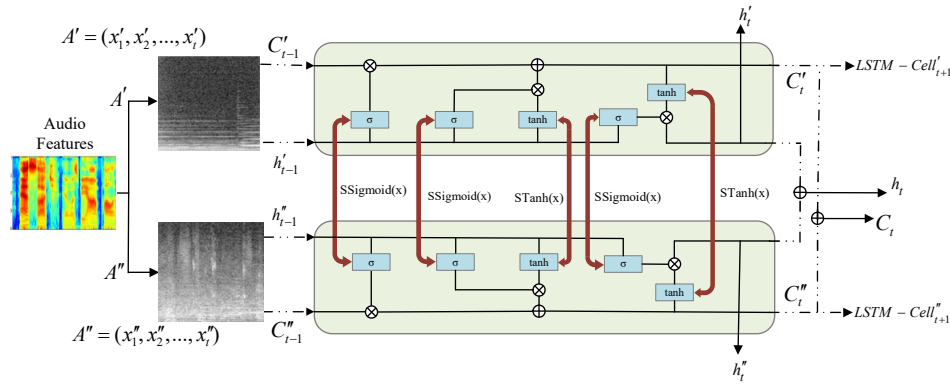 A′ = (x′₁, x′₂, ..., x′ₜ)
C′ₜ₋₁
h′ₜ
LSTM − Cell′ₜ₊₁
C′ₜ
tanh
A′
σ
σ
tanh
σ
Audio
Features
h′ₜ₋₁
SSigmoid(x)
SSigmoid(x)
STanh(x)
SSigmoid(x)
STanh(x)
hₜ
h″ₜ₋₁
Cₜ
A″
σ
σ
tanh
σ
tanh
C″ₜ
A″ = (x″₁, x″₂, ..., x″ₜ)
C″ₜ₋₁
LSTM − Cell″ₜ₊₁
h″ₜ